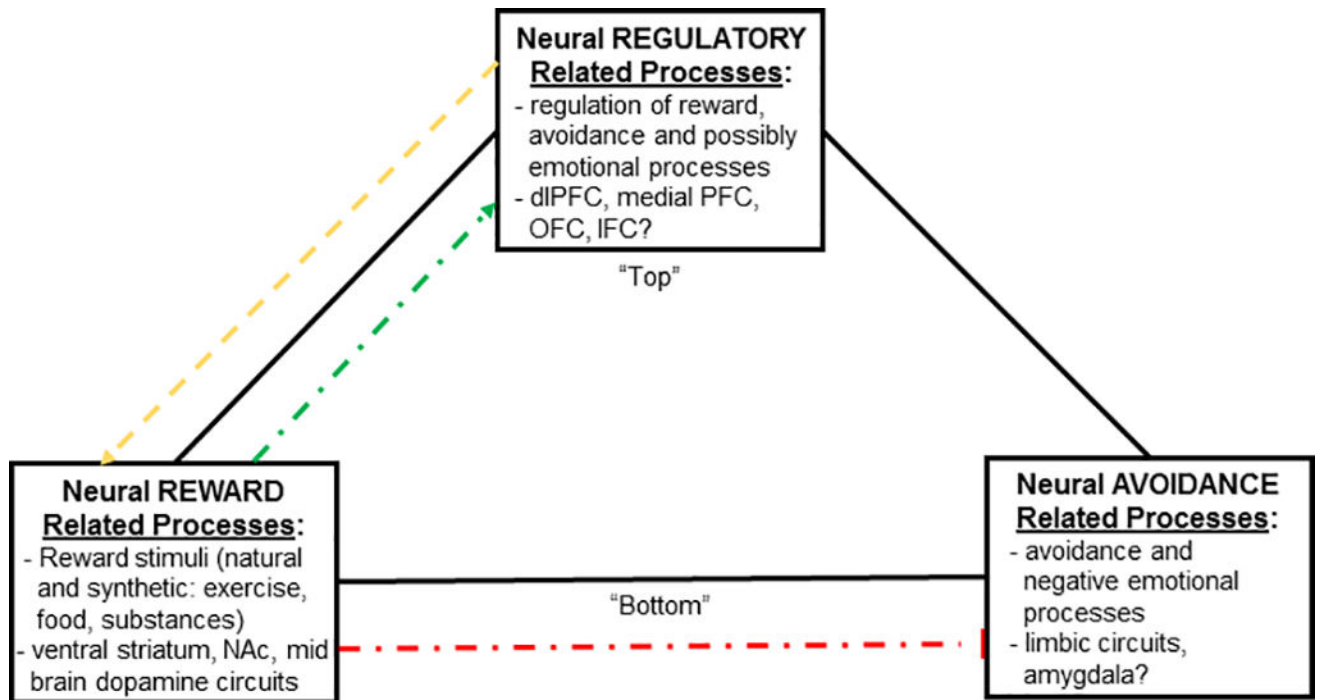 Neural REGULATORY
Related Processes:
- regulation of reward,
avoidance and possibly
emotional processes
- dlPFC, medial PFC,
OFC, IFC?
“Top”
Neural REWARD
Related Processes:
- Reward stimuli (natural
and synthetic: exercise,
food, substances)
- ventral striatum, NAc, mid
brain dopamine circuits
“Bottom”
Neural AVOIDANCE
Related Processes:
- avoidance and
negative emotional
processes
- limbic circuits,
amygdala?